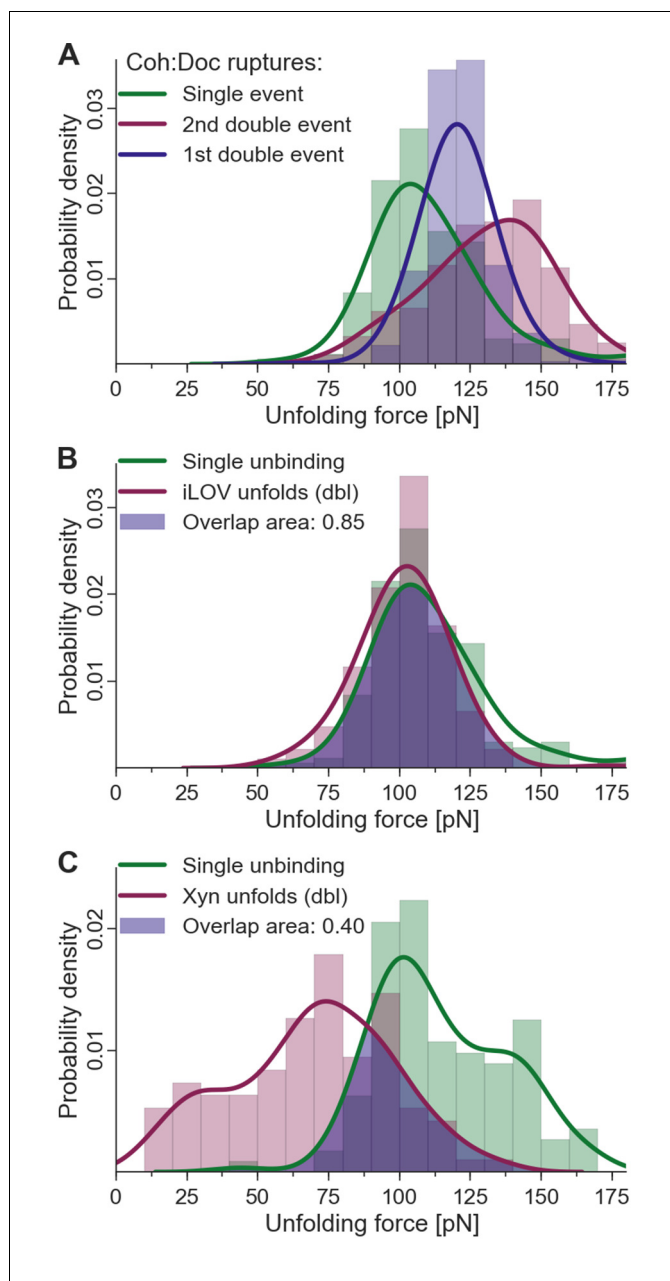 A
Coh:Doc ruptures:
Single event
2nd double event
1st double event
Probability density
0.03
0.02
0.01
0 25 50 75 100 125 150 175
Unfolding force [pN]
B
Single unbinding
iLOV unfolds (dbl)
Overlap area: 0.85
Probability density
0.03
0.02
0.01
0 25 50 75 100 125 150 175
Unfolding force [pN]
C
Single unbinding
Xyn unfolds (dbl)
Overlap area: 0.40
Probability density
0.02
0.01
0 25 50 75 100 125 150 175
Unfolding force [pN]